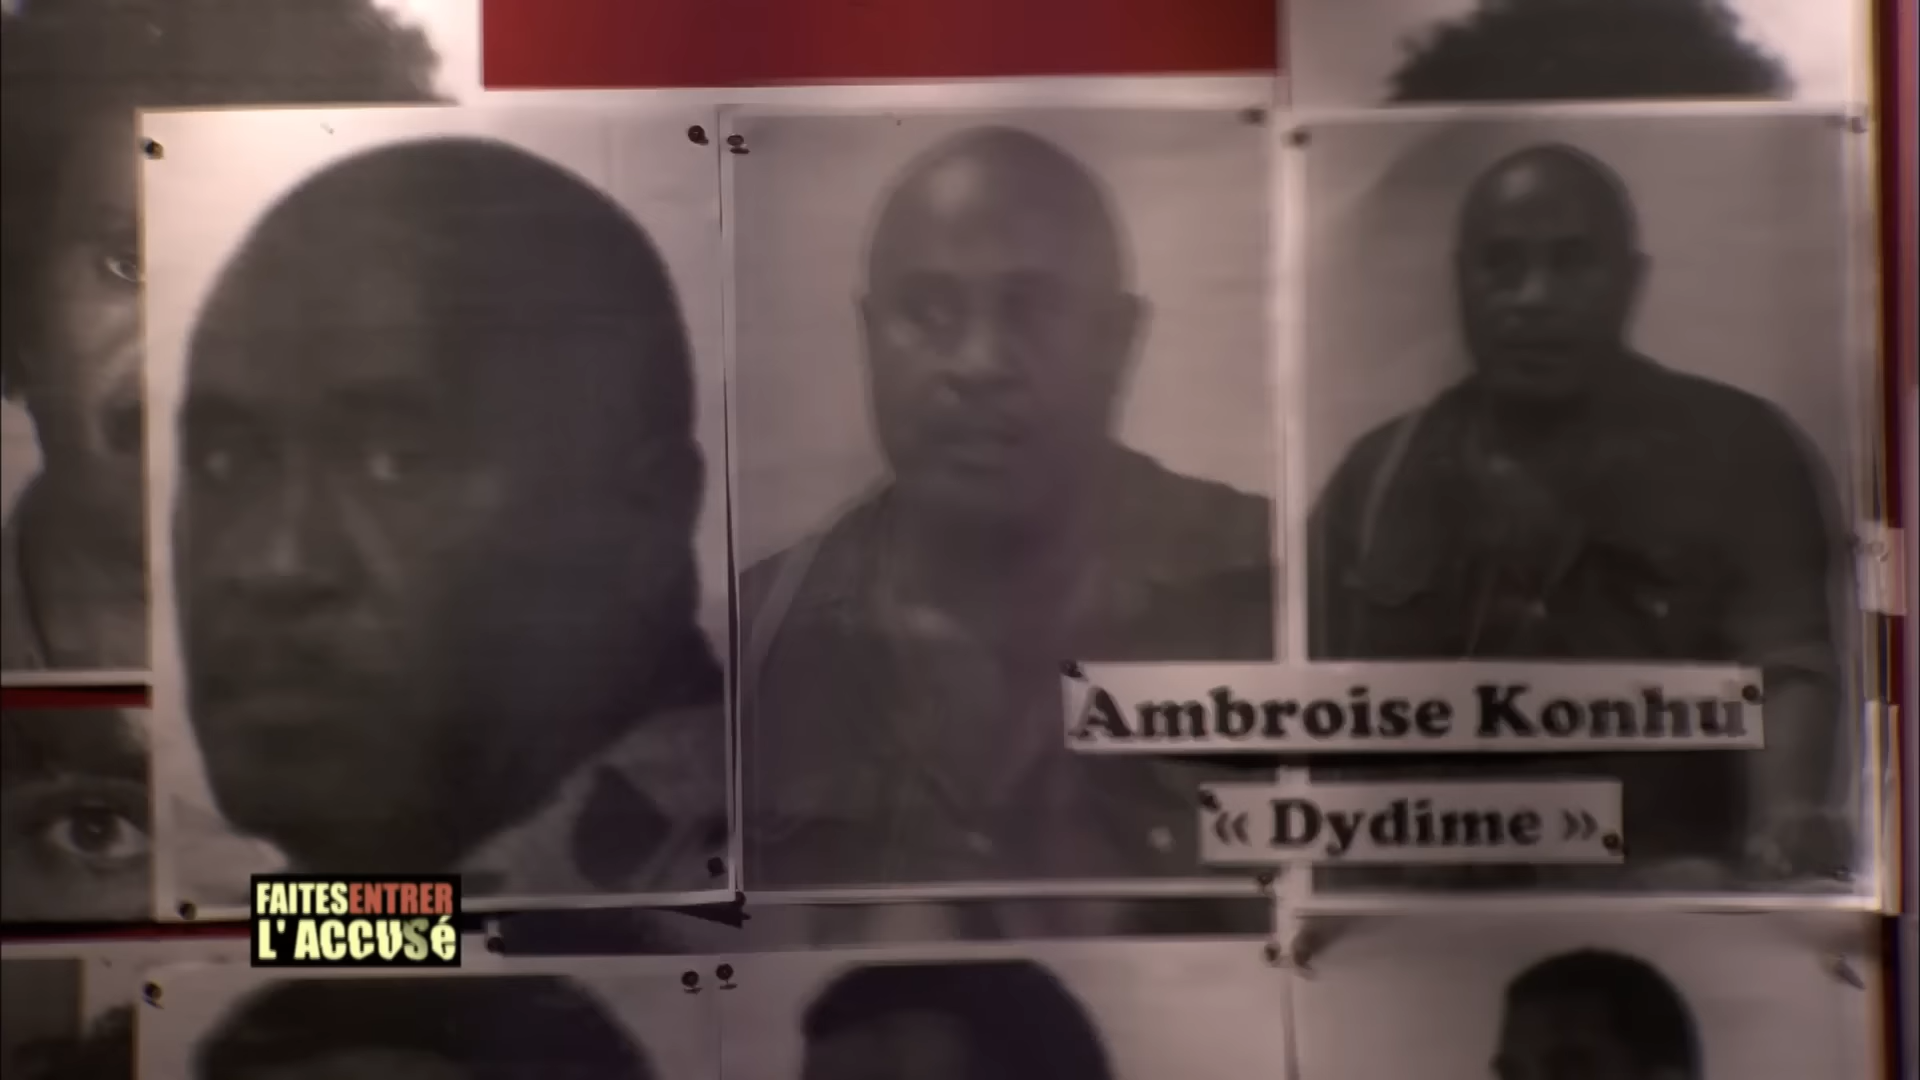 Ambroise Konhu
« Dydime »
FAITES ENTRER
L'ACCUSé